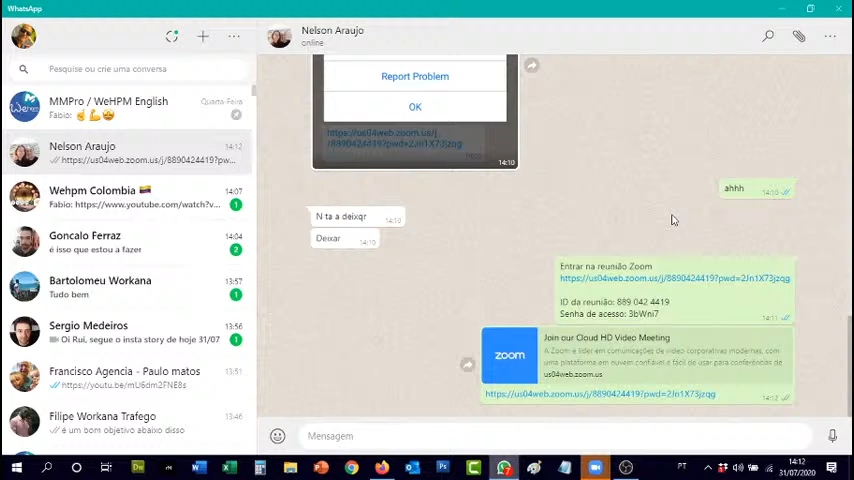 WhatsApp
Nelson Araujo
online
Pesquise ou crie uma conversa
MMPro / WeHPM English
Quarta-Feira
Fabio: ☝💪🤩
Nelson Araujo
14:12
https://us04web.zoom.us/j/8890424419?pw...
Wehpm Colombia 🇨🇴
14:07
Fabio: https://www.youtube.com/watch?v...
1
Goncalo Ferraz
14:04
é isso que estou a fazer
2
Bartolomeu Workana
13:57
Tudo bem
1
Sergio Medeiros
13:56
Oi Rui, segue o insta story de hoje 31/07
1
Francisco Agencia - Paulo matos
13:51
https://youtu.be/mU6dm2FNE8s
Filipe Workana Trafego
13:46
é um bom objetivo abaixo disso
Report Problem
OK
https://us04web.zoom.us/j
/8890424419?pwd=2Jn1X73jzqg
14:10
ahhh
14:10
N ta a deixqr
14:10
Deixar
14:10
Entrar na reunião Zoom
https://us04web.zoom.us/j/8890424419?pwd=2Jn1X73jzqg
ID da reunião: 889 042 4419
Senha de acesso: 3bWni7
14:11
zoom
Join our Cloud HD Video Meeting
A Zoom é líder em comunicações de vídeo corporativas modernas, com
uma plataforma em nuvem confiável e fácil de usar para conferências de
us04web.zoom.us
https://us04web.zoom.us/j/8890424419?pwd=2Jn1X73jzqg
14:12
Mensagem
PT
14:12
31/07/2020